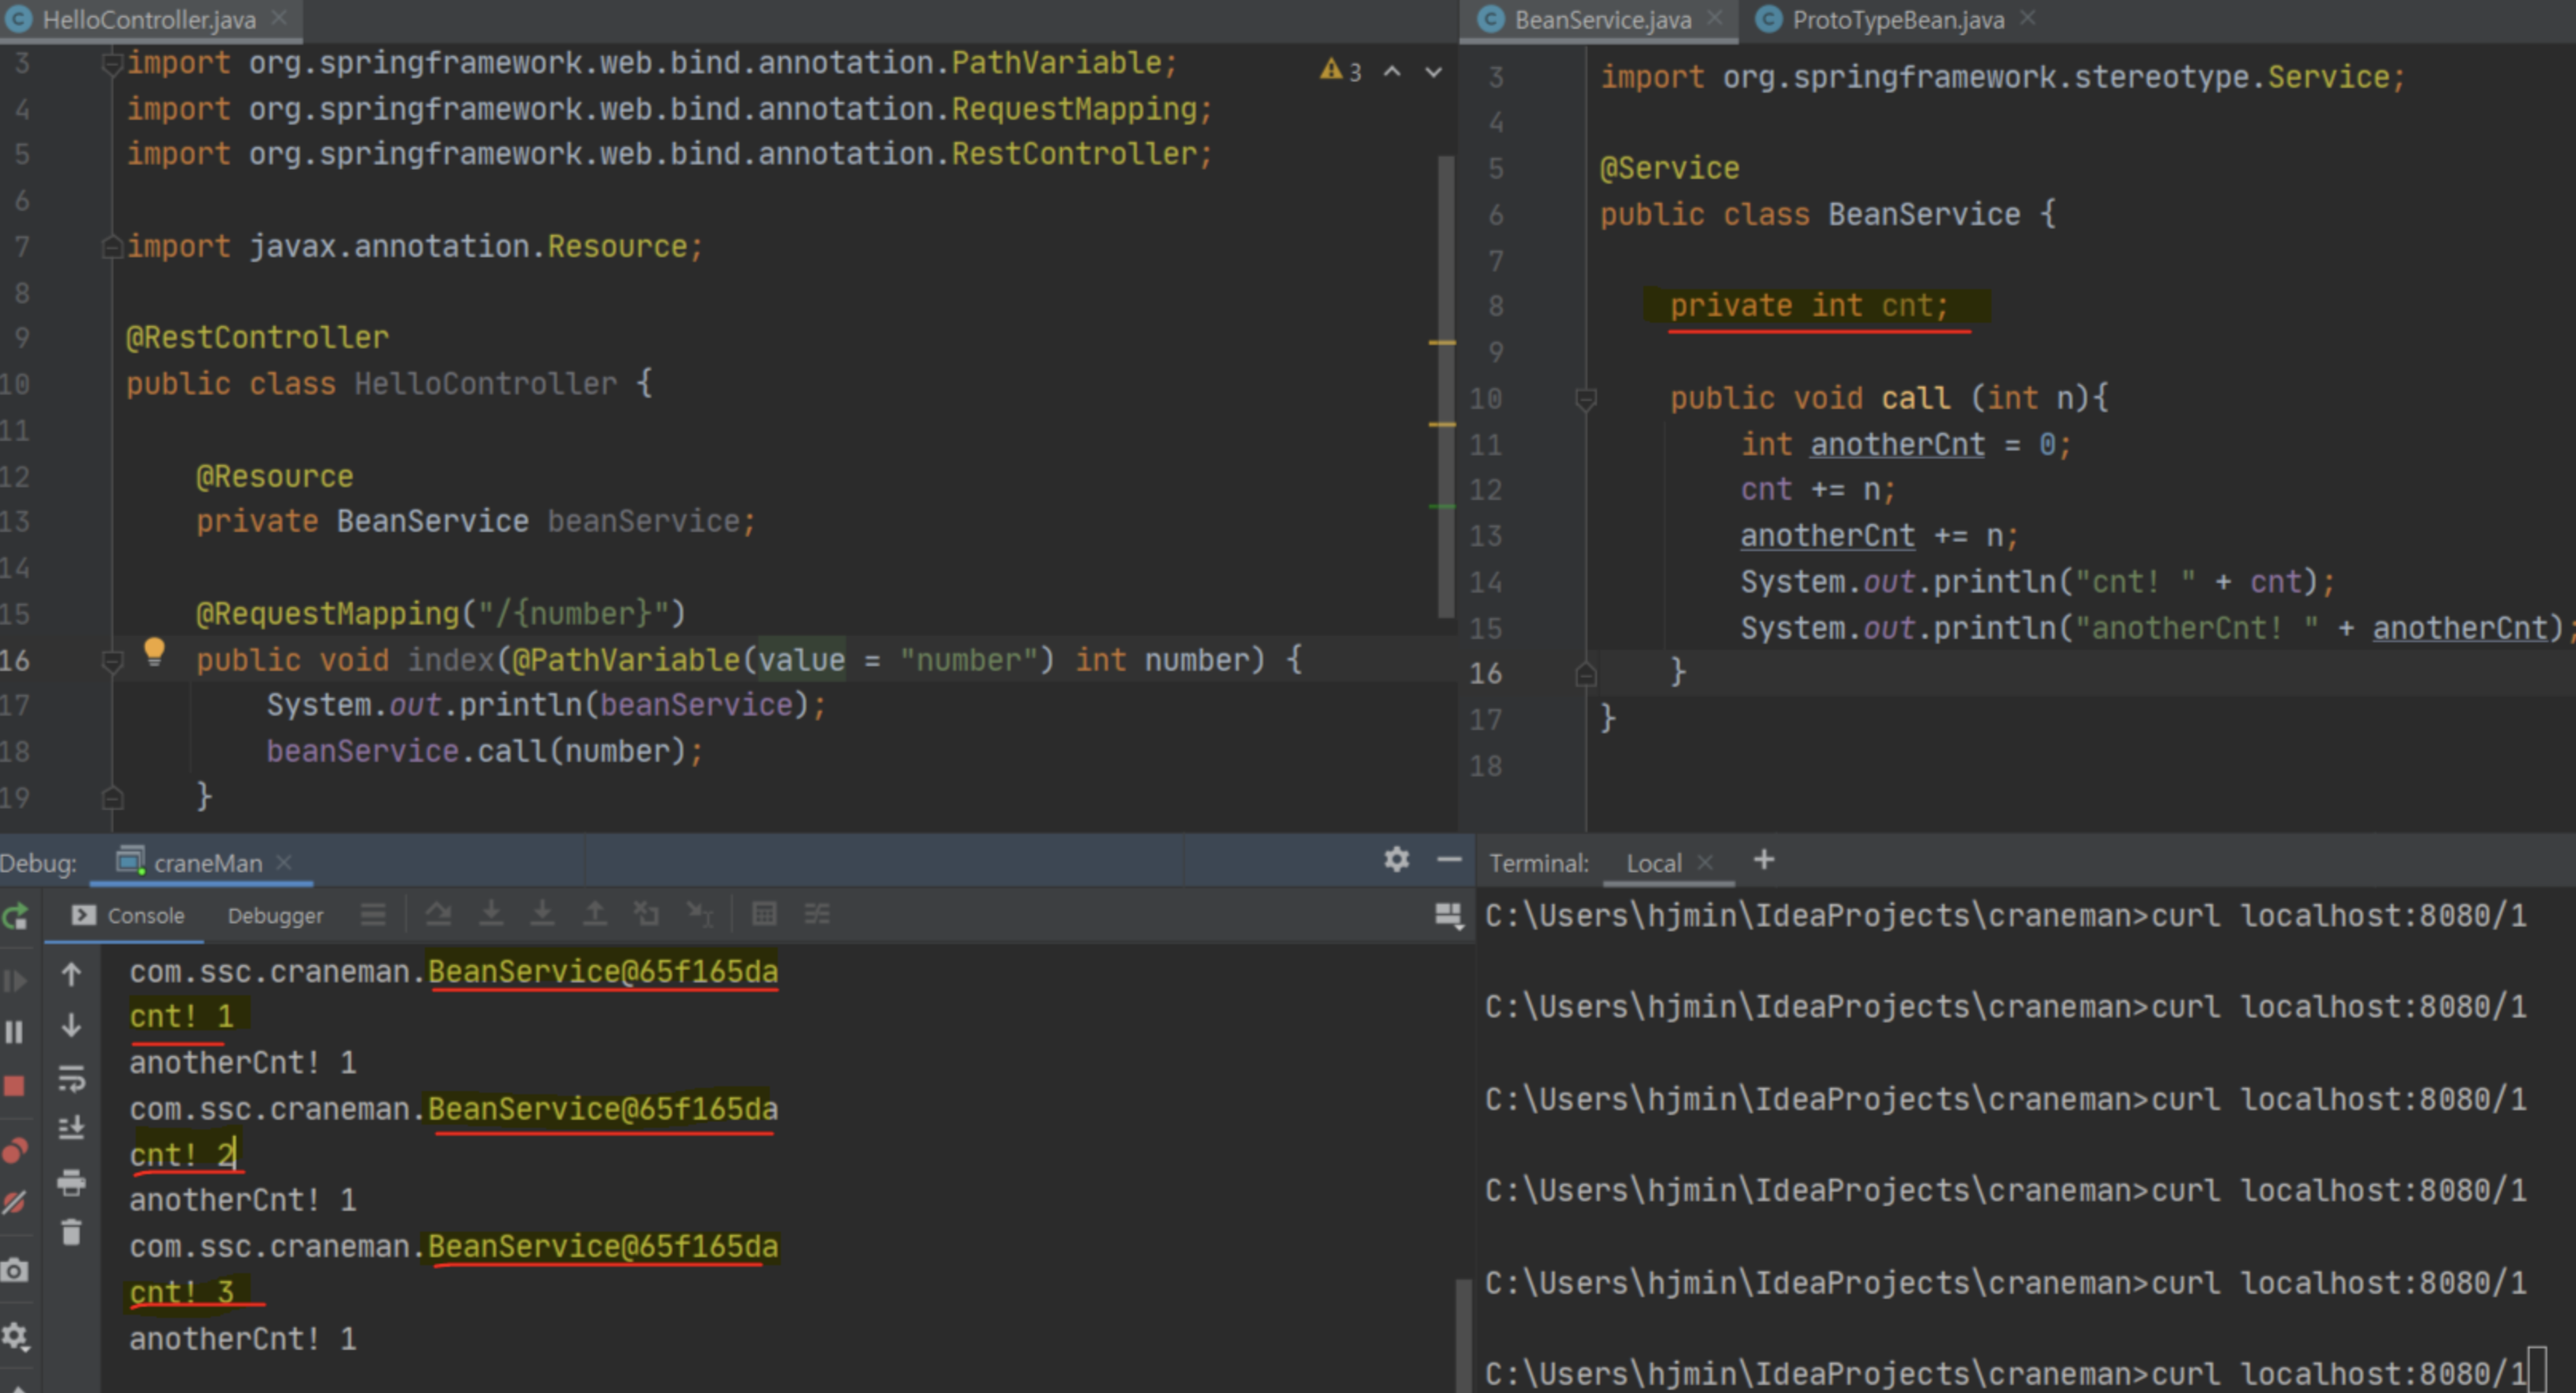 HelloController.java
3 import org.springframework.web.bind.annotation.PathVariable;
4 import org.springframework.web.bind.annotation.RequestMapping;
5 import org.springframework.web.bind.annotation.RestController;
6
7 import javax.annotation.Resource;
8
9 @RestController
10 public class HelloController {
11
12 @Resource
13 private BeanService beanService;
14
15 @RequestMapping("/{number}")
16 public void index(@PathVariable(value = "number") int number) {
17 System.out.println(beanService);
18 beanService.call(number);
19 }
3
BeanService.java ProtoTypeBean.java
3 import org.springframework.stereotype.Service;
4
5 @Service
6 public class BeanService {
7
8 private int cnt;
9
10 public void call (int n){
11 int anotherCnt = 0;
12 cnt += n;
13 anotherCnt += n;
14 System.out.println("cnt! " + cnt);
15 System.out.println("anotherCnt! " + anotherCnt);
16 }
17 }
18
Debug: craneMan
Console Debugger
com.ssc.craneman.BeanService@65f165da
cnt! 1
anotherCnt! 1
com.ssc.craneman.BeanService@65f165da
cnt! 2
anotherCnt! 1
com.ssc.craneman.BeanService@65f165da
cnt! 3
anotherCnt! 1
Terminal: Local +
C:\Users\hjmin\IdeaProjects\craneman>curl localhost:8080/1
C:\Users\hjmin\IdeaProjects\craneman>curl localhost:8080/1
C:\Users\hjmin\IdeaProjects\craneman>curl localhost:8080/1
C:\Users\hjmin\IdeaProjects\craneman>curl localhost:8080/1
C:\Users\hjmin\IdeaProjects\craneman>curl localhost:8080/1
C:\Users\hjmin\IdeaProjects\craneman>curl localhost:8080/1